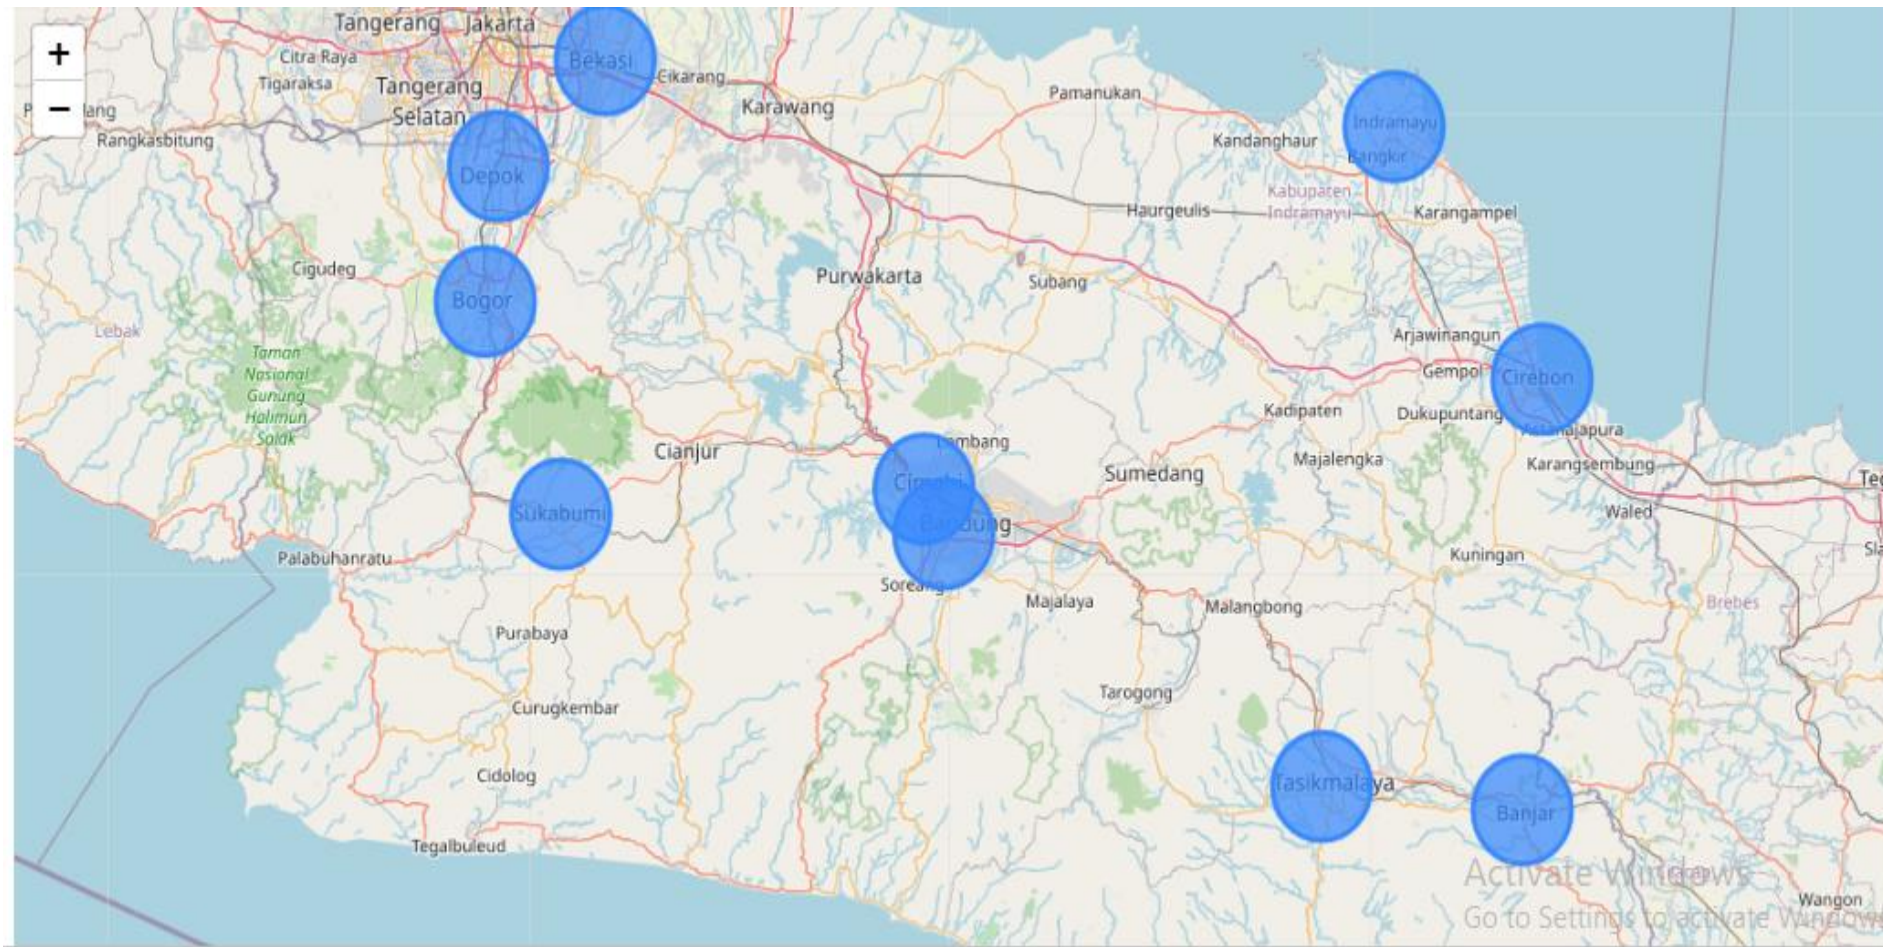 Tangerang
Jakarta
+
Citra Raya
Bekasi
Tigaraksa
Tangerang
Selatan
Cikarang
Karawang
Pamanukan
−
Rangkasbitung
Indramayu
Kandanghaur
Bangkir
Depok
Kabupaten
Indramayu
Haurgeulis
Karangampel
Cigudeg
Purwakarta
Subang
Bogor
Lebak
Arjawinangun
Taman
Nasional
Gunung
Halimun
Salak
Gempol
Cirebon
Kadipaten
Dukupuntang
Cianjur
Majalengka
Karangsembung
Sumedang
Sukabumi
Waled
Palabuhanratu
Kuningan
Soreang
Majalaya
Malangbong
Brebes
Purabaya
Tarogong
Curugkembar
Cidolog
Tasikmalaya
Banjar
Tegalbuleud
Activate Windows
Wangon
Go to Settings to activate Windows